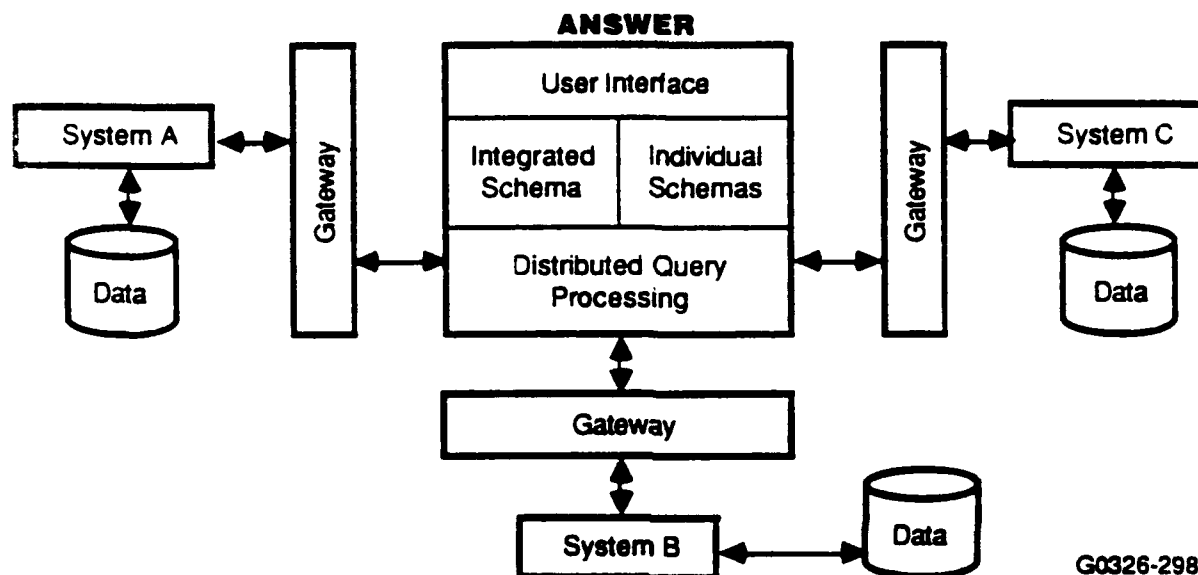 ANSWER
User Interface
Integrated
Schema
Individual
Schemas
Distributed Query
Processing
System A
Data
Gateway
Gateway
System C
Data
Gateway
System B
Data
G0326-298